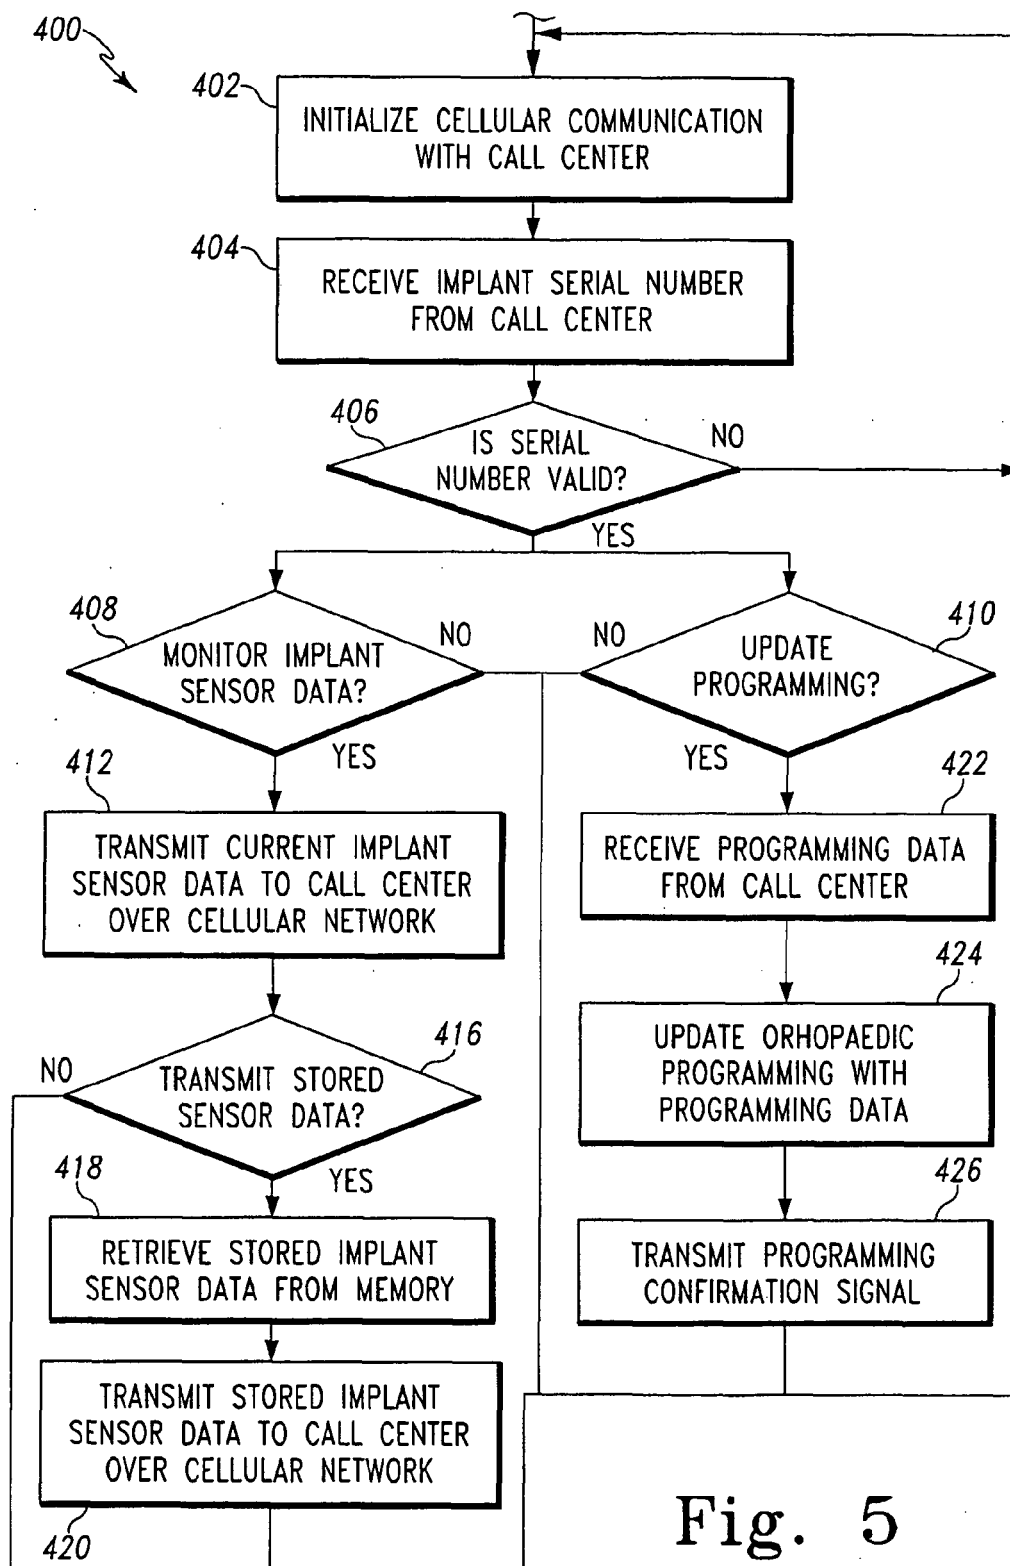 400
402
INITIALIZE CELLULAR COMMUNICATION
WITH CALL CENTER
404
RECEIVE IMPLANT SERIAL NUMBER
FROM CALL CENTER
406
IS SERIAL
NUMBER VALID?
NO
YES
408
MONITOR IMPLANT
SENSOR DATA?
NO
YES
NO
410
UPDATE
PROGRAMMING?
YES
412
TRANSMIT CURRENT IMPLANT
SENSOR DATA TO CALL CENTER
OVER CELLULAR NETWORK
422
RECEIVE PROGRAMMING DATA
FROM CALL CENTER
424
UPDATE ORHOPAEDIC
PROGRAMMING WITH
PROGRAMMING DATA
NO
416
TRANSMIT STORED
SENSOR DATA?
YES
418
RETRIEVE STORED IMPLANT
SENSOR DATA FROM MEMORY
426
TRANSMIT PROGRAMMING
CONFIRMATION SIGNAL
TRANSMIT STORED IMPLANT
SENSOR DATA TO CALL CENTER
OVER CELLULAR NETWORK
420
Fig. 5